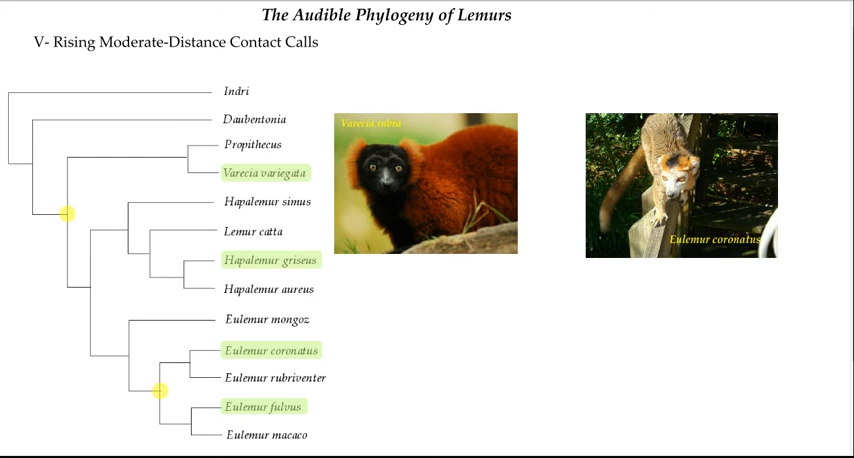 The Audible Phylogeny of Lemurs
V- Rising Moderate-Distance Contact Calls
Indri
Daubentonia
Propithecus
Varecia variegata
Hapalemur simus
Lemur catta
Hapalemur griseus
Hapalemur aureus
Eulemur mongoz
Eulemur coronatus
Eulemur rubriventer
Eulemur fulvus
Eulemur macaco
Varecia rubra
Eulemur coronatus